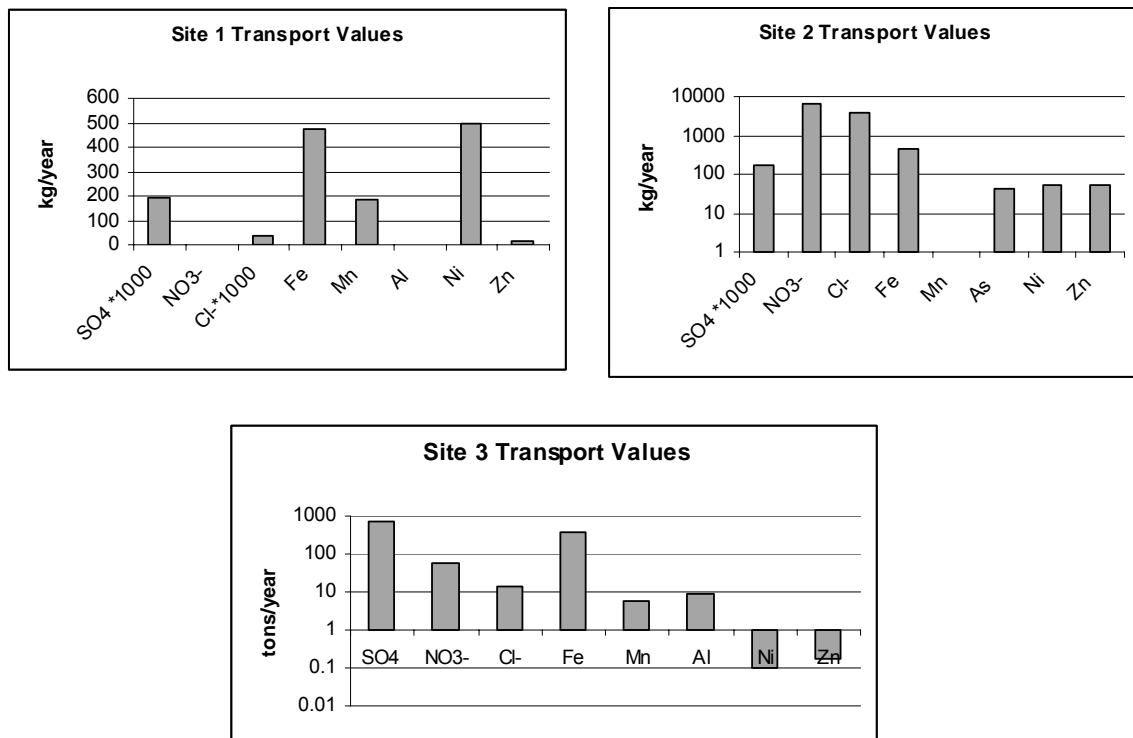 Site 1 Transport Values
600
500
400
300
200
100
0
kg/year
SO4 *1000
NO3-
Cl- *1000
Fe
Mn
Al
Ni
Zn
Site 2 Transport Values
10000
1000
100
10
1
kg/year
SO4 *1000
NO3-
Cl-
Fe
Mn
As
Ni
Zn
Site 3 Transport Values
1000
100
10
1
0.1
0.01
tons/year
SO4 NO3- Cl- Fe Mn Al Ni Zn